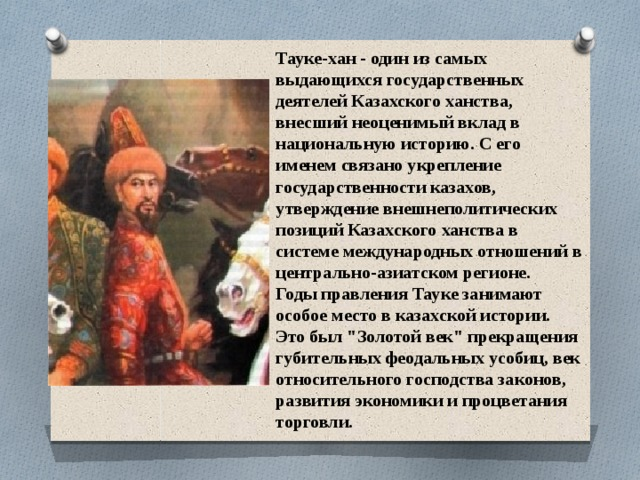 Тауке-хан - один из самых
выдающихся государственных
деятелей Казахского ханства,
внесший неоценимый вклад в
национальную историю. С его
именем связано укрепление
государственности казахов,
утверждение внешнеполитических
позиций Казахского ханства в
системе международных отношений в
центрально-азиатском регионе.
Годы правления Тауке занимают
особое место в казахской истории.
Это был "Золотой век" прекращения
губительных феодальных усобиц, век
относительного господства законов,
развития экономики и процветания
торговли.